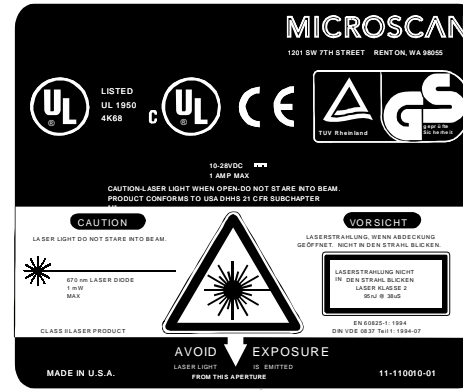 MICROSCAN
1201 SW 7TH STREET RENTON, WA 98055
UL
®
LISTED
UL 1950
4K68
C
UL
®
CE
TUV Rheinland
GS
geprüfte
Sicherheit
10-28VDC
1 AMP MAX
CAUTION-LASER LIGHT WHEN OPEN-DO NOT STARE INTO BEAM.
PRODUCT CONFORMS TO USA DHHS 21 CFR SUBCHAPTER
CAUTION
LASER LIGHT DO NOT STARE INTO BEAM.
670 nm LASER DIODE
1 mW
MAX
CLASS II LASER PRODUCT
VORSICHT
LASERSTRAHLUNG, WENN ABDECKUNG
GEÖFFNET. NICHT IN DEN STRAHL BLICKEN.
LASERSTRAHLUNG NICHT
IN DEN STRAHL BLICKEN
LASER KLASSE 2
95nJ @ 38uS
EN 60825-1: 1994
DIN VDE 0837 Teil 1: 1994-07
AVOID EXPOSURE
LASER LIGHT IS EMITTED
FROM THIS APERTURE
MADE IN U.S.A.
11-110010-01